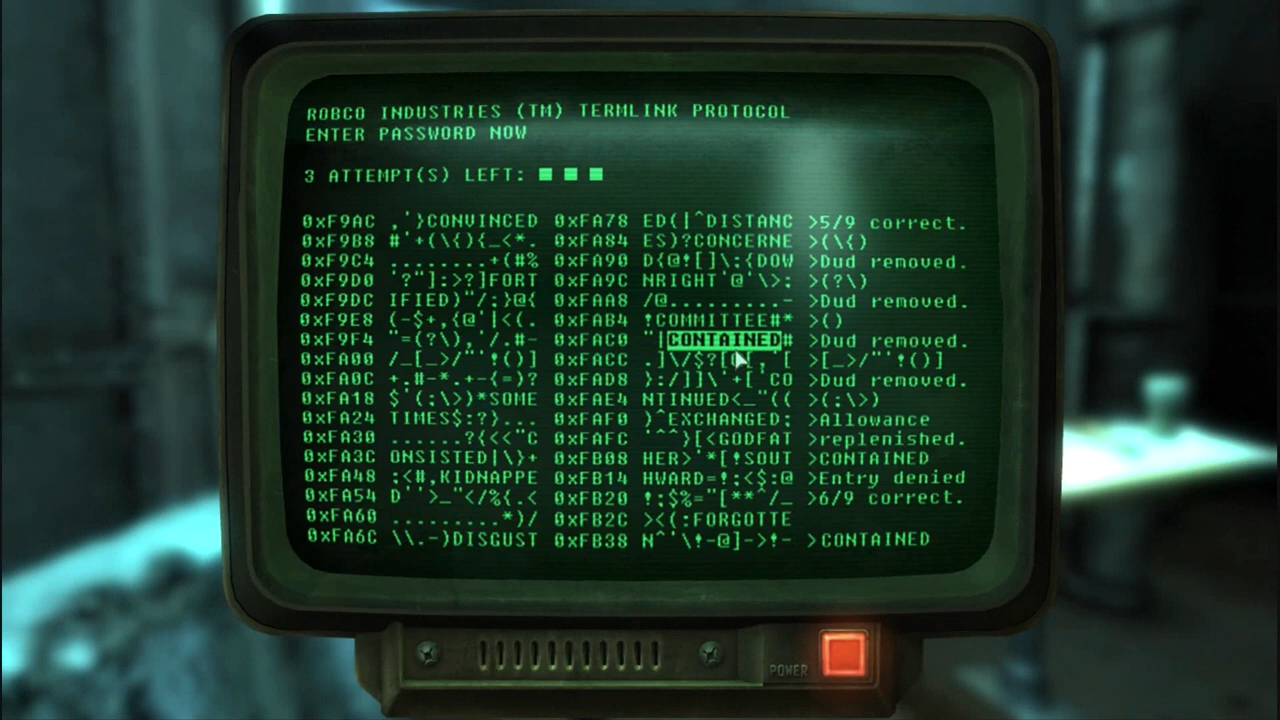 ROBCO INDUSTRIES (TM) TERMLINK PROTOCOL
ENTER PASSWORD NOW
3 ATTEMPT(S) LEFT:
0xF9AC ,'}CONVINCED 0xFA78 ED(|^DISTANC >5/9 correct.
0xF9B8 #'+(\{){_<*. 0xFA84 ES)?CONCERNE >(\{)
0xF9C4 ........+(#% 0xFA90 D{@![]\:{DOW >Dud removed.
0xF9D0 '?"]:>?]FORT 0xFA9C NRIGHT'@'\>: >(?\)
0xF9DC IFIED)"/;}@{ 0xFAA8 /@.........- >Dud removed.
0xF9E8 (-$+,{@'|<(. 0xFAB4 !COMMITTEE#* >()
0xF9F4 "=(?\),'/.#- 0xFAC0 "|CONTAINED# >Dud removed.
0xFA00 /_[_>/"'!()] 0xFACC .]\/$?[ [,'[ >[_>/"'!()]
0xFA0C +.#-*.+-{=)? 0xFAD8 }:/]]\'+[ CO >Dud removed.
0xFA18 $'(;\>)*SOME 0xFAE4 NTINUED<_"(( >(;\>)
0xFA24 TIMES$:?}... 0xFAF0 )^EXCHANGED; >Allowance
0xFA30 ......?{<<"C 0xFAFC '^^}[<GODFAT >replenished.
0xFA3C ONSISTED|\}+ 0xFB08 HER>'*[!SOUT >CONTAINED
0xFA48 :<#,KIDNAPPE 0xFB14 HWARD=!;<$:@ >Entry denied
0xFA54 D''>_"</%{.< 0xFB20 !;$%="[**^/_ >6/9 correct.
0xFA60 .........*)/ 0xFB2C ><(:FORGOTTE
0xFA6C \\.-)DISGUST 0xFB38 N^'\!-@]->!- >CONTAINED
POWER